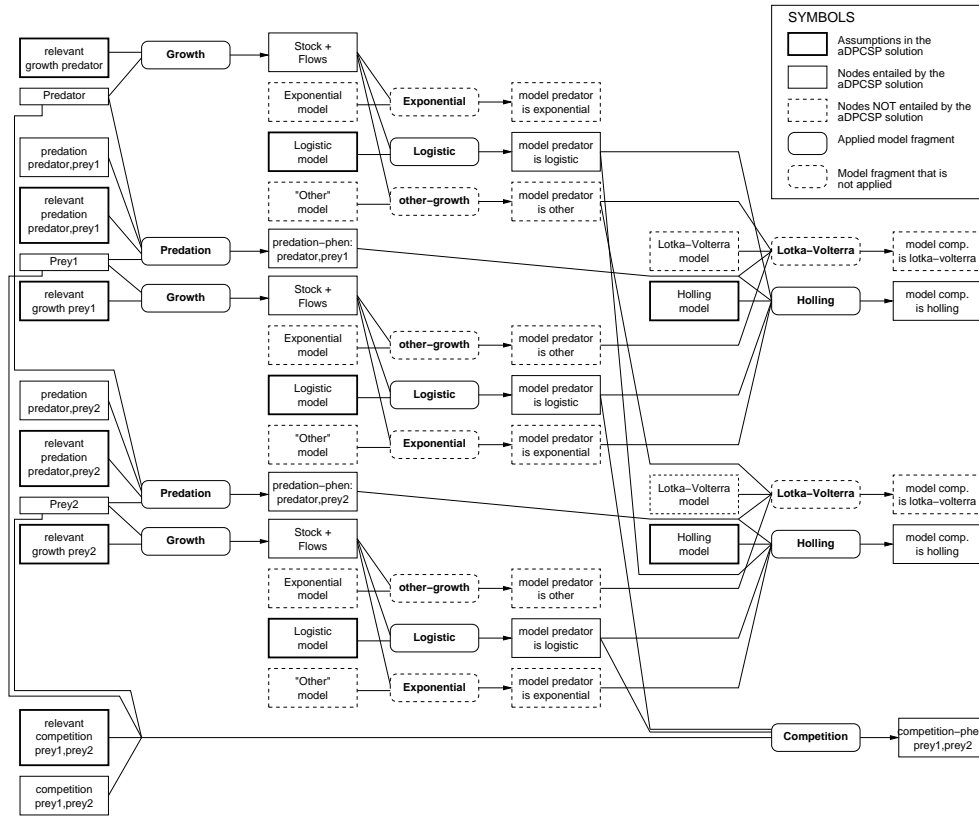 SYMBOLS
Assumptions in the
aDPCSP solution
Nodes entailed by the
aDPCSP solution
Nodes NOT entailed by the
aDPCSP solution
Applied model fragment
Model fragment that is
not applied
relevant
growth predator
Growth
Stock +
Flows
Predator
Exponential
model
Exponential
model predator
is exponential
predation
predator,prey1
Logistic
model
Logistic
model predator
is logistic
relevant
predation
predator,prey1
"Other"
model
other–growth
model predator
is other
Predation
predation–phen:
predator,prey1
Lotka–Volterra
model
Lotka–Volterra
model comp.
is lotka–volterra
Prey1
relevant
growth prey1
Growth
Stock +
Flows
Holling
model
Holling
model comp.
is holling
Exponential
model
other–growth
model predator
is other
predation
predator,prey2
Logistic
model
Logistic
model predator
is logistic
relevant
predation
predator,prey2
"Other"
model
Exponential
model predator
is exponential
Predation
predation–phen:
predator,prey2
Lotka–Volterra
model
Lotka–Volterra
model comp.
is lotka–volterra
Prey2
relevant
growth prey2
Growth
Stock +
Flows
Holling
model
Holling
model comp.
is holling
Exponential
model
other–growth
model predator
is other
Logistic
model
Logistic
model predator
is logistic
"Other"
model
Exponential
model predator
is exponential
relevant
competition
prey1,prey2
Competition
competition–phe
prey1,prey2
competition
prey1,prey2